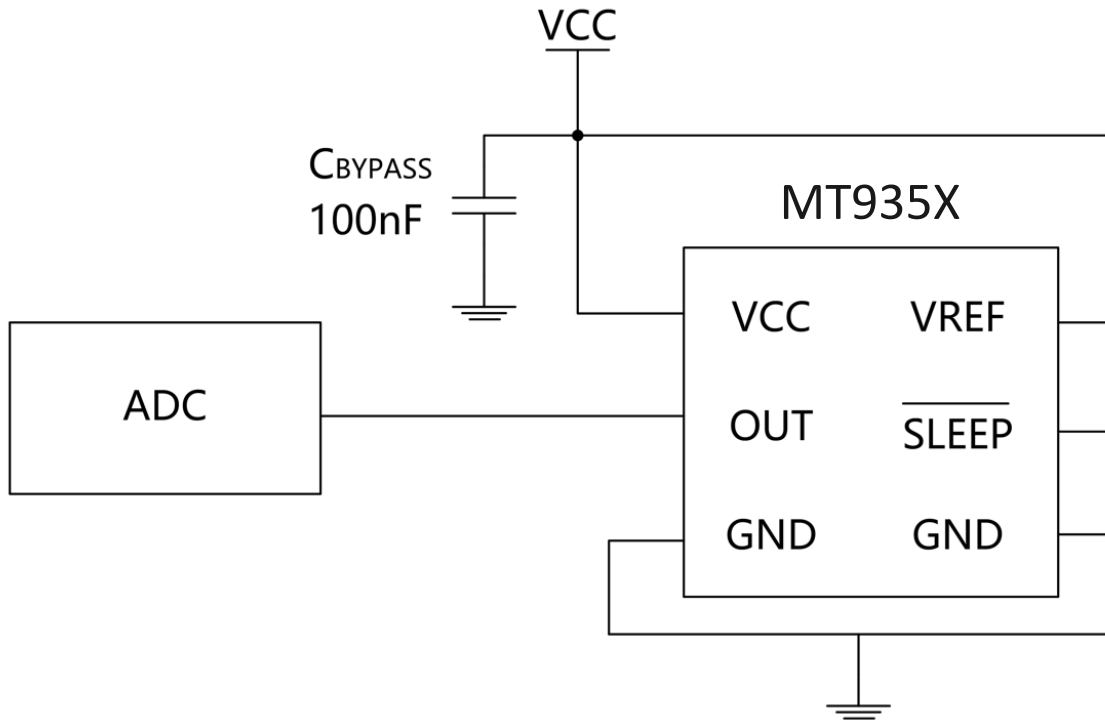 VCC
CBYPASS
100nF
MT935X
VCC VREF
ADC
OUT SLEEP
GND GND